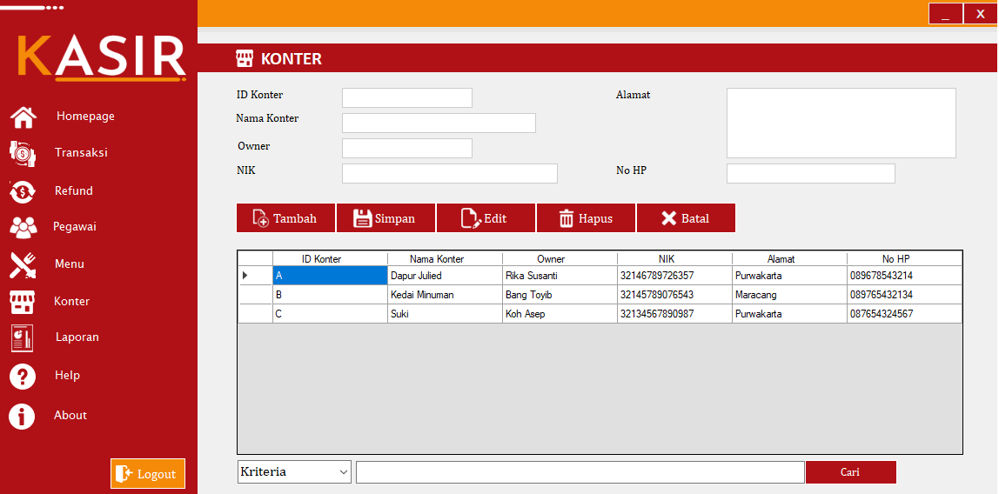 _ X
KASIR
Homepage
Transaksi
Refund
Pegawai
Menu
Konter
Laporan
Help
About
Logout
KONTER
ID Konter
Nama Konter
Owner
NIK
Alamat
No HP
Tambah Simpan Edit Hapus Batal
ID Konter Nama Konter Owner NIK Alamat No HP
A Dapur Julied Rika Susanti 32146789726357 Purwakarta 089678543214
B Kedai Minuman Bang Toyib 32145789076543 Maracang 089765432134
C Suki Koh Asep 32134567890987 Purwakarta 087654324567
Kriteria Cari